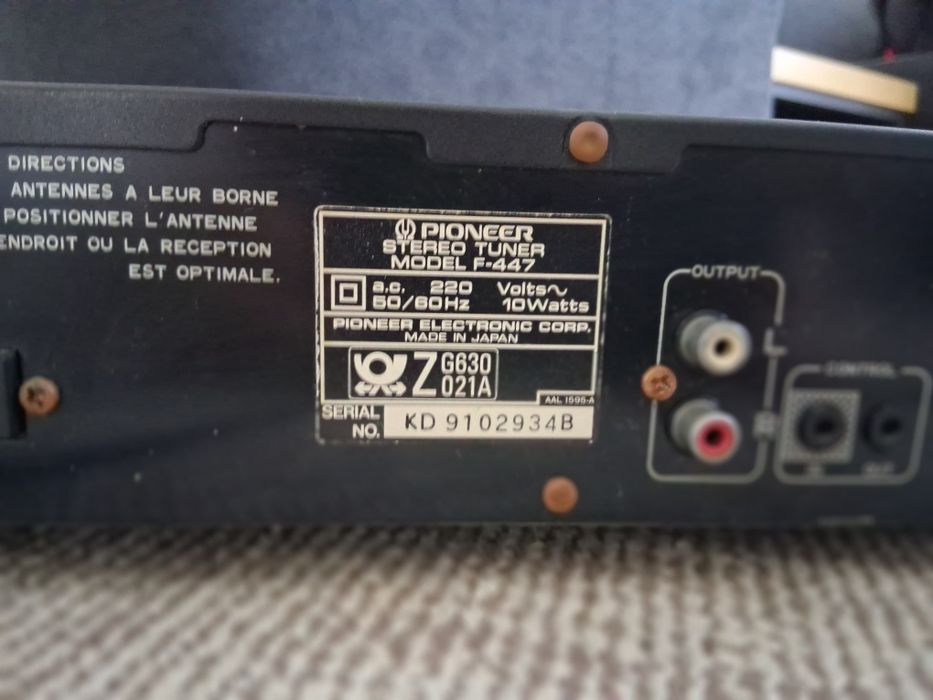 DIRECTIONS
ANTENNES A LEUR BORNE
POSITIONNER L'ANTENNE
ENDROIT OU LA RECEPTION
EST OPTIMALE.
PIONEER
STEREO TUNER
MODEL F-447
a.c. 220 Volts~
50/60Hz 10Watts
PIONEER ELECTRONIC CORP.
MADE IN JAPAN
Z G630
021A
AAL 1595-A
SERIAL
NO. KD 9102934B
OUTPUT
L
R
CONTROL
IN OUT